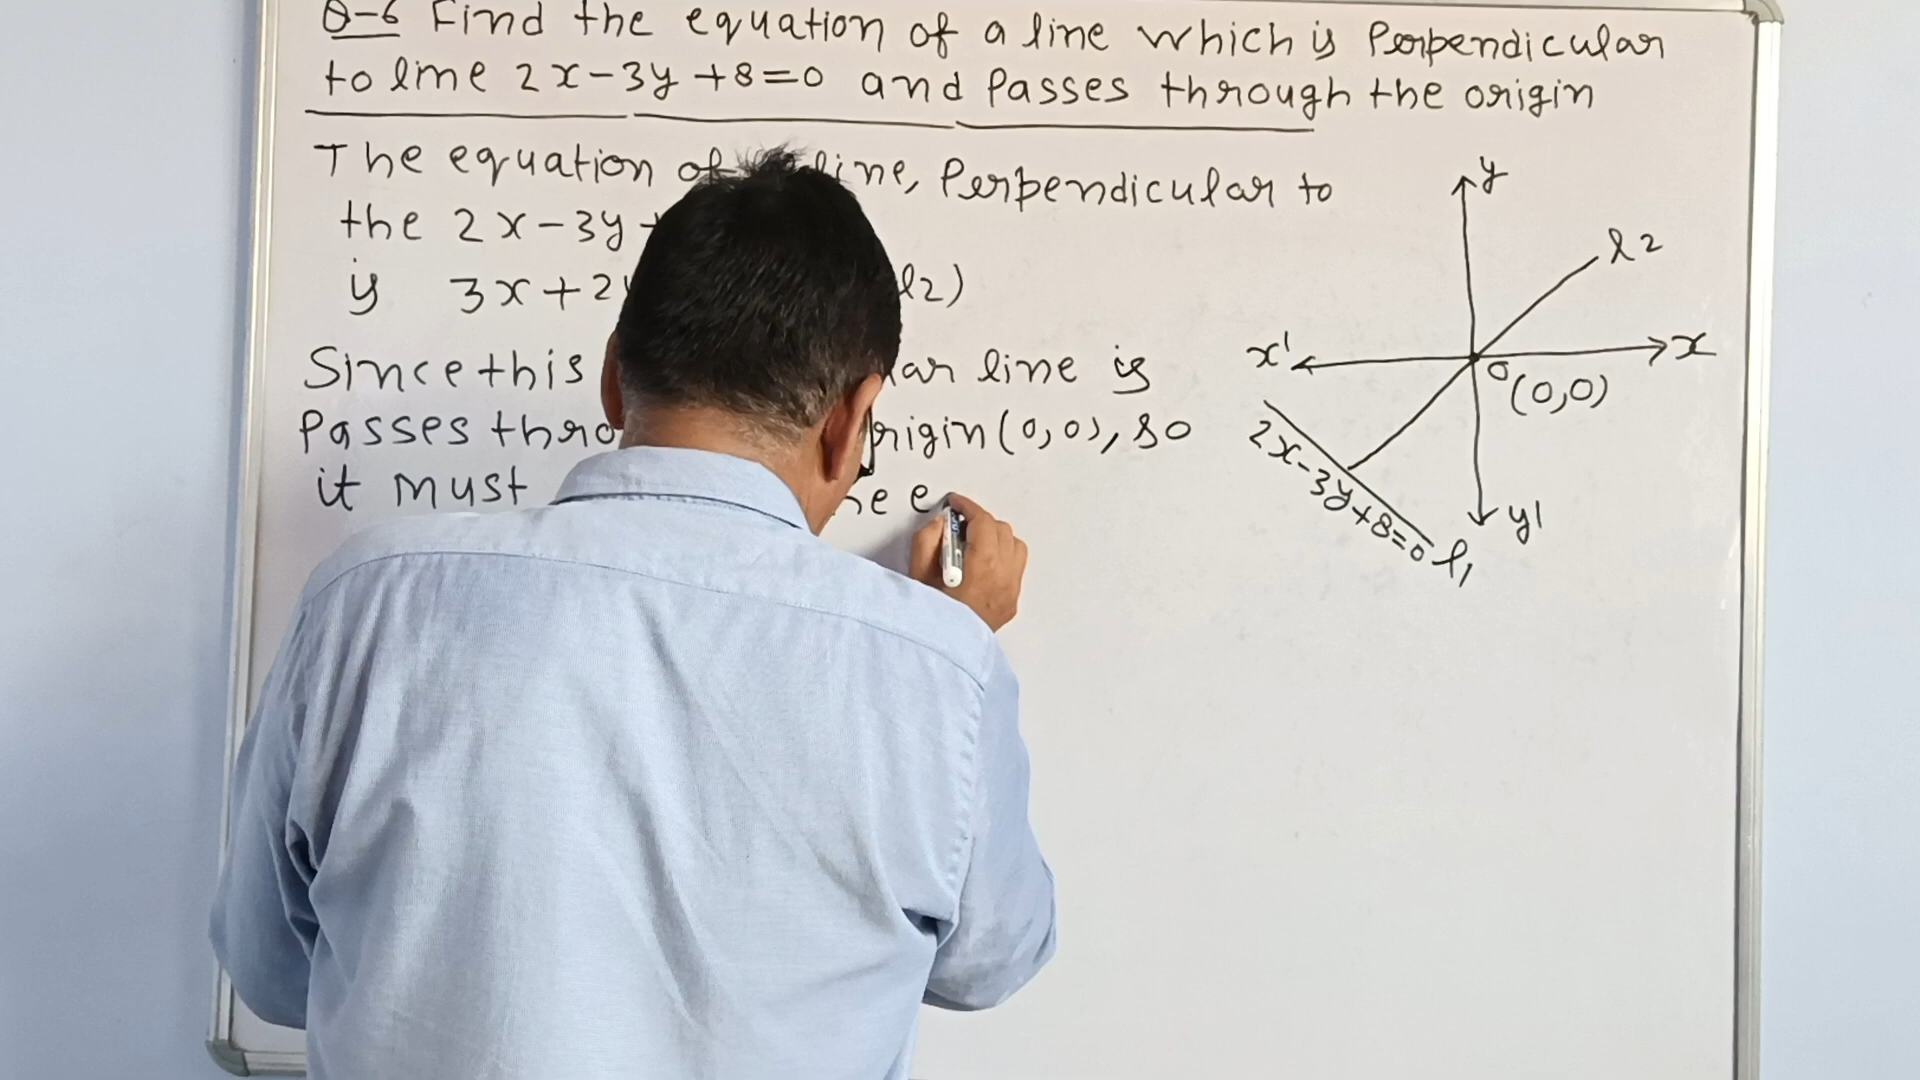 Q-6 Find the equation of a line which is Perpendicular
to line 2x-3y+8=0 and Passes through the origin
The equation of line, Perpendicular to
the 2x-3y+
is 3x+2y l2)
Since this ar line is
Passes thro rigin (0,0), so
it must he e
y
l2
x' x
o
(0,0)
2x-3y+8=0 l1
y'